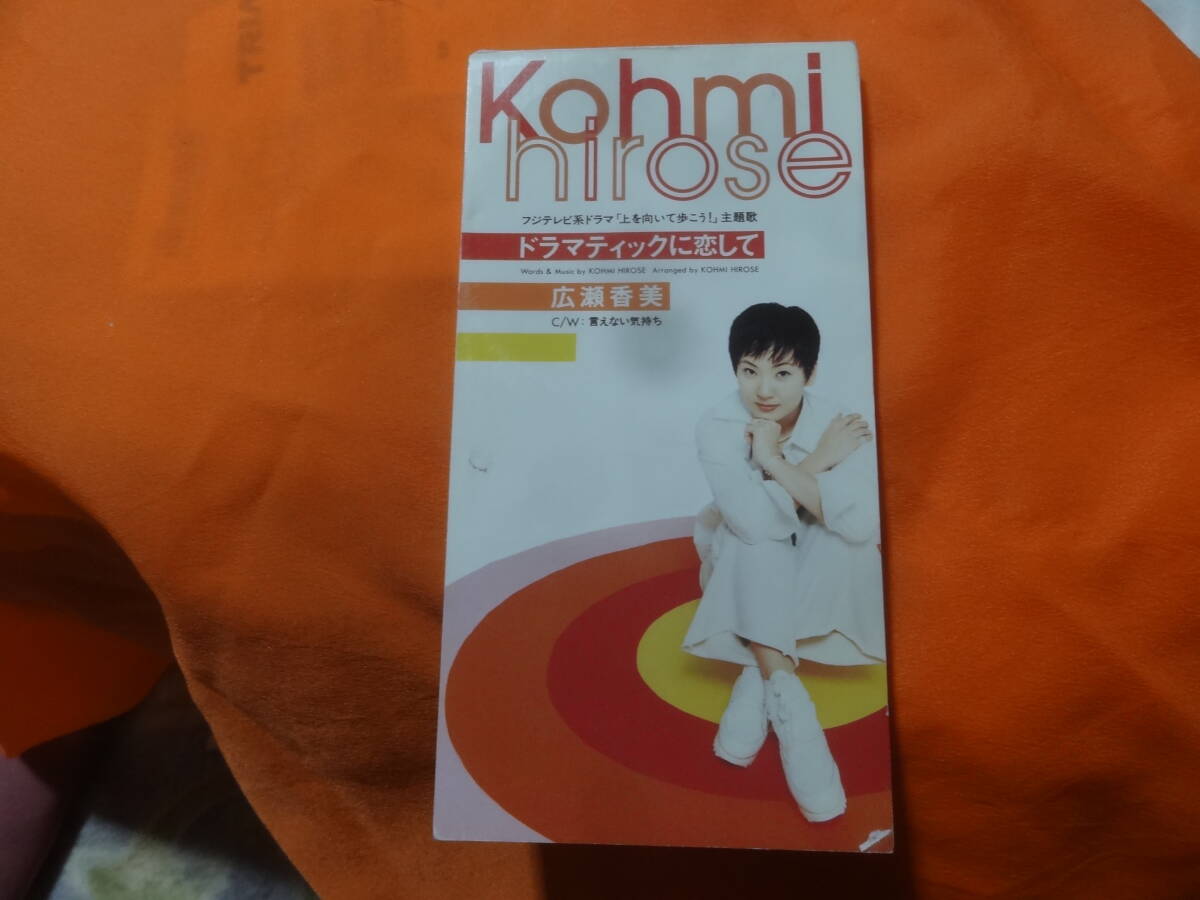 Kohmi
hirose
フジテレビ系ドラマ「上を向いて歩こう!」主題歌
ドラマティックに恋して
Words & Music by KOHMI HIROSE Arranged by KOHMI HIROSE
広瀬香美
C/W：言えない気持ち